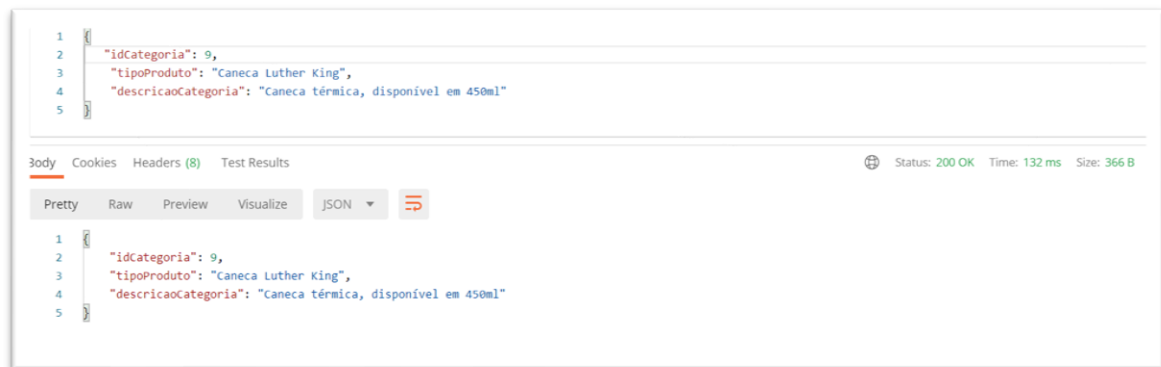 1 {
2 "idCategoria": 9,
3 "tipoProduto": "Caneca Luther King",
4 "descricaoCategoria": "Caneca térmica, disponível em 450ml"
5 }
Body Cookies Headers (8) Test Results Status: 200 OK Time: 132 ms Size: 366 B
Pretty Raw Preview Visualize JSON
1 {
2 "idCategoria": 9,
3 "tipoProduto": "Caneca Luther King",
4 "descricaoCategoria": "Caneca térmica, disponível em 450ml"
5 }